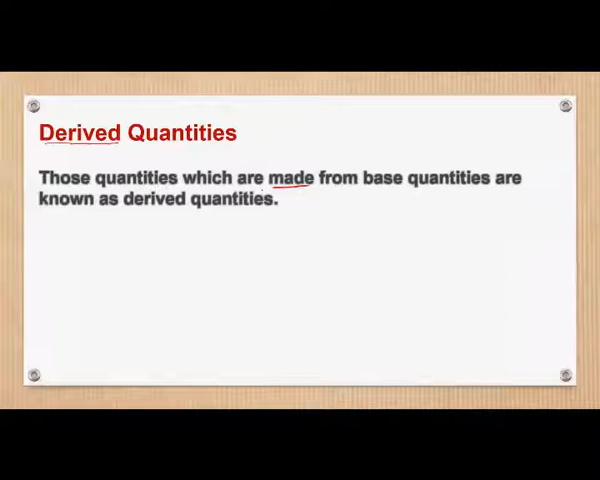 Derived Quantities
Those quantities which are made from base quantities are
known as derived quantities.